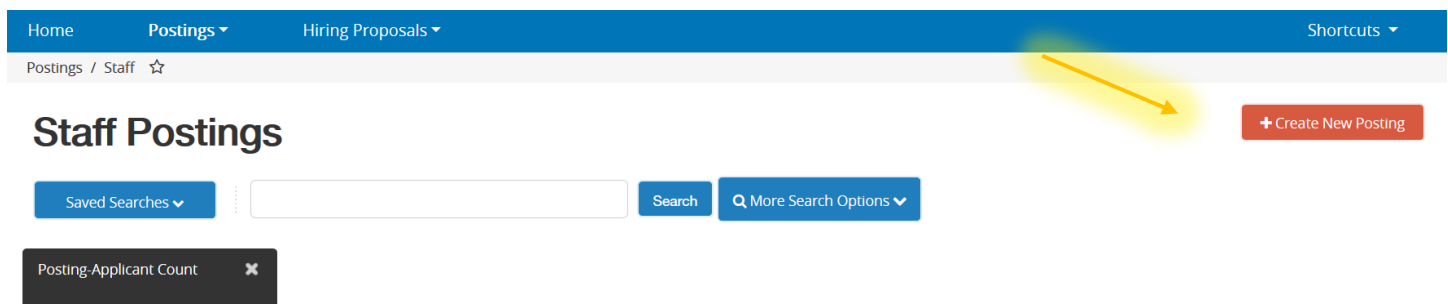 Home Postings Hiring Proposals Shortcuts
Postings / Staff
Staff Postings
+ Create New Posting
Saved Searches Search More Search Options
Posting-Applicant Count